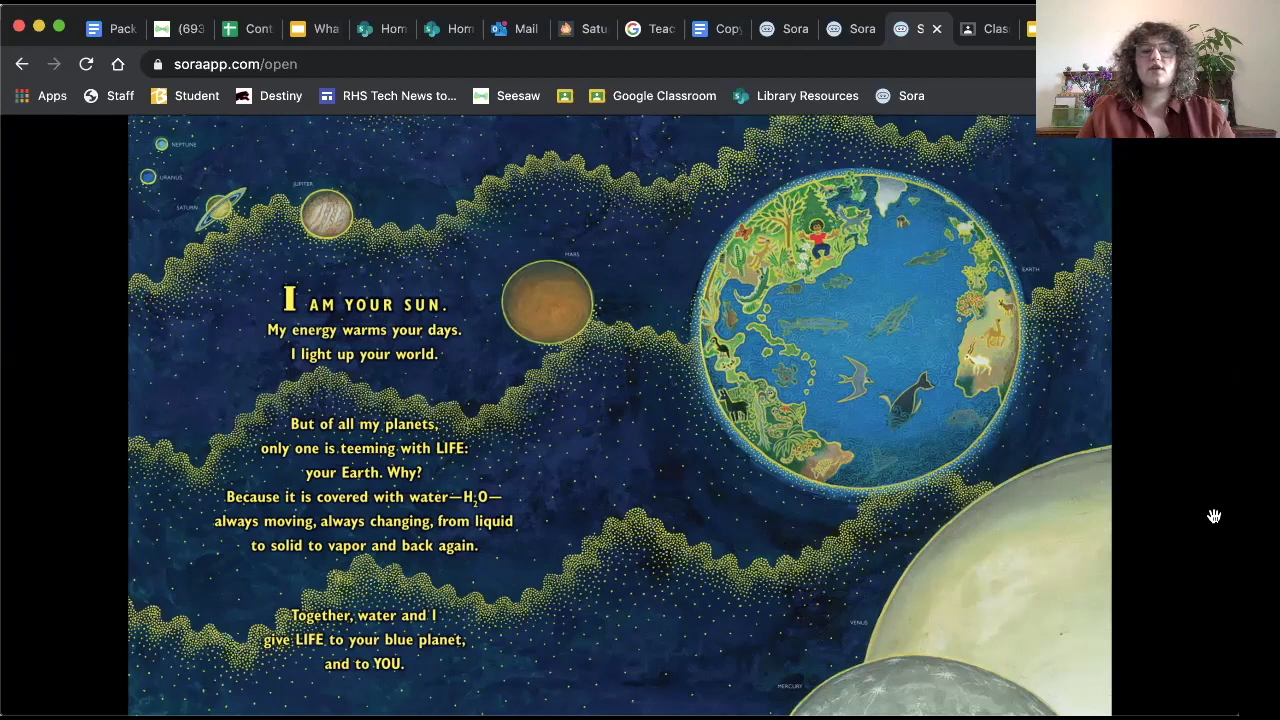 Pack
(693
Cont
Wha
Hom
Hom
Mail
Satu
Teac
Copy
Sora
Sora
S
Clas
soraapp.com/open
Apps
Staff
Student
Destiny
RHS Tech News to...
Seesaw
Google Classroom
Library Resources
Sora
NEPTUNE
URANUS
SATURN
JUPITER
MARS
EARTH
I AM YOUR SUN.
My energy warms your days.
I light up your world.
But of all my planets,
only one is teeming with LIFE:
your Earth. Why?
Because it is covered with water—H₂O—
always moving, always changing, from liquid
to solid to vapor and back again.
Together, water and I
give LIFE to your blue planet,
and to YOU.
VENUS
MERCURY